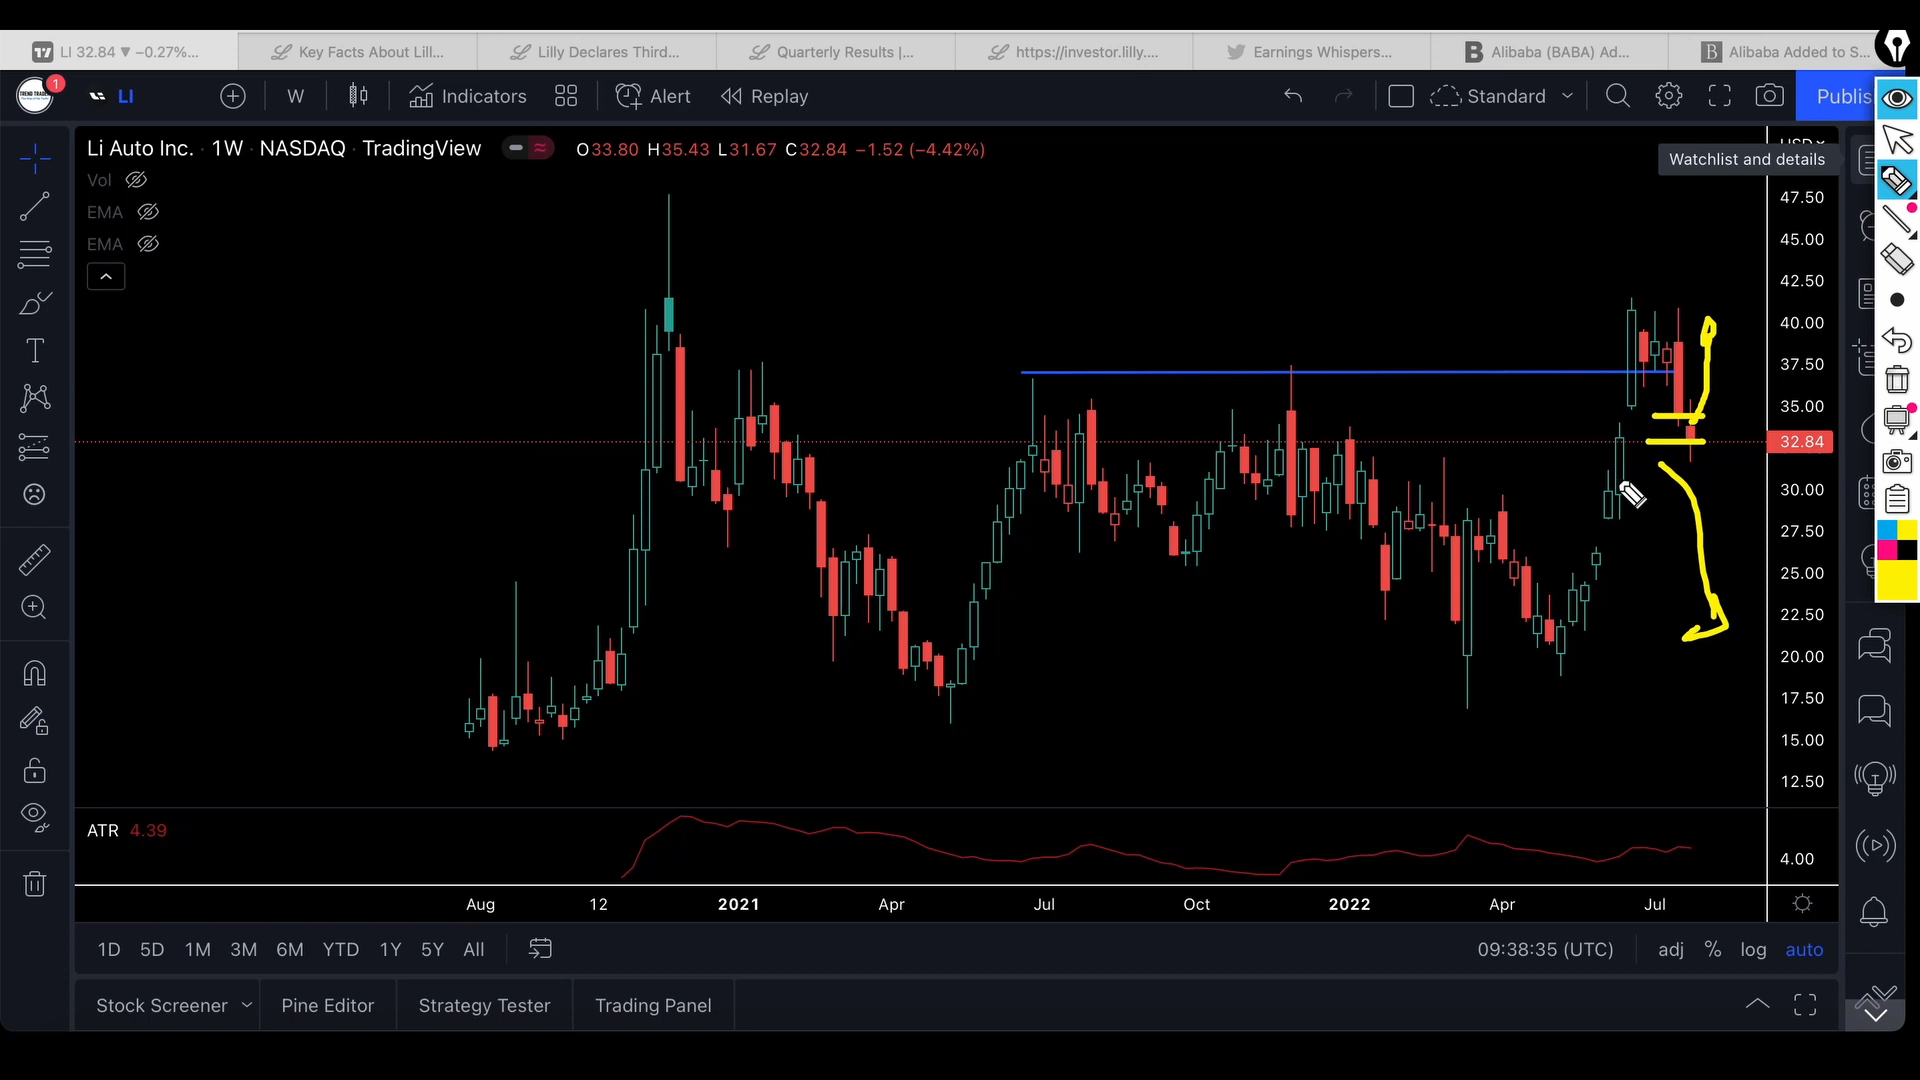 LI 32.84 ▼ −0.27%...
Key Facts About Lill...
Lilly Declares Third...
Quarterly Results |...
https://investor.lilly....
Earnings Whispers...
Alibaba (BABA) Ad...
Alibaba Added to S...
1
LI
W
Indicators
Alert
Replay
Standard
Publis
Li Auto Inc. · 1W · NASDAQ · TradingView
O33.80 H35.43 L31.67 C32.84 −1.52 (−4.42%)
Watchlist and details
Vol
EMA
EMA
47.50
45.00
42.50
40.00
37.50
35.00
32.84
30.00
27.50
25.00
22.50
20.00
17.50
15.00
12.50
ATR 4.39
4.00
Aug 12 2021 Apr Jul Oct 2022 Apr Jul
1D 5D 1M 3M 6M YTD 1Y 5Y All
09:38:35 (UTC) adj % log auto
Stock Screener Pine Editor Strategy Tester Trading Panel